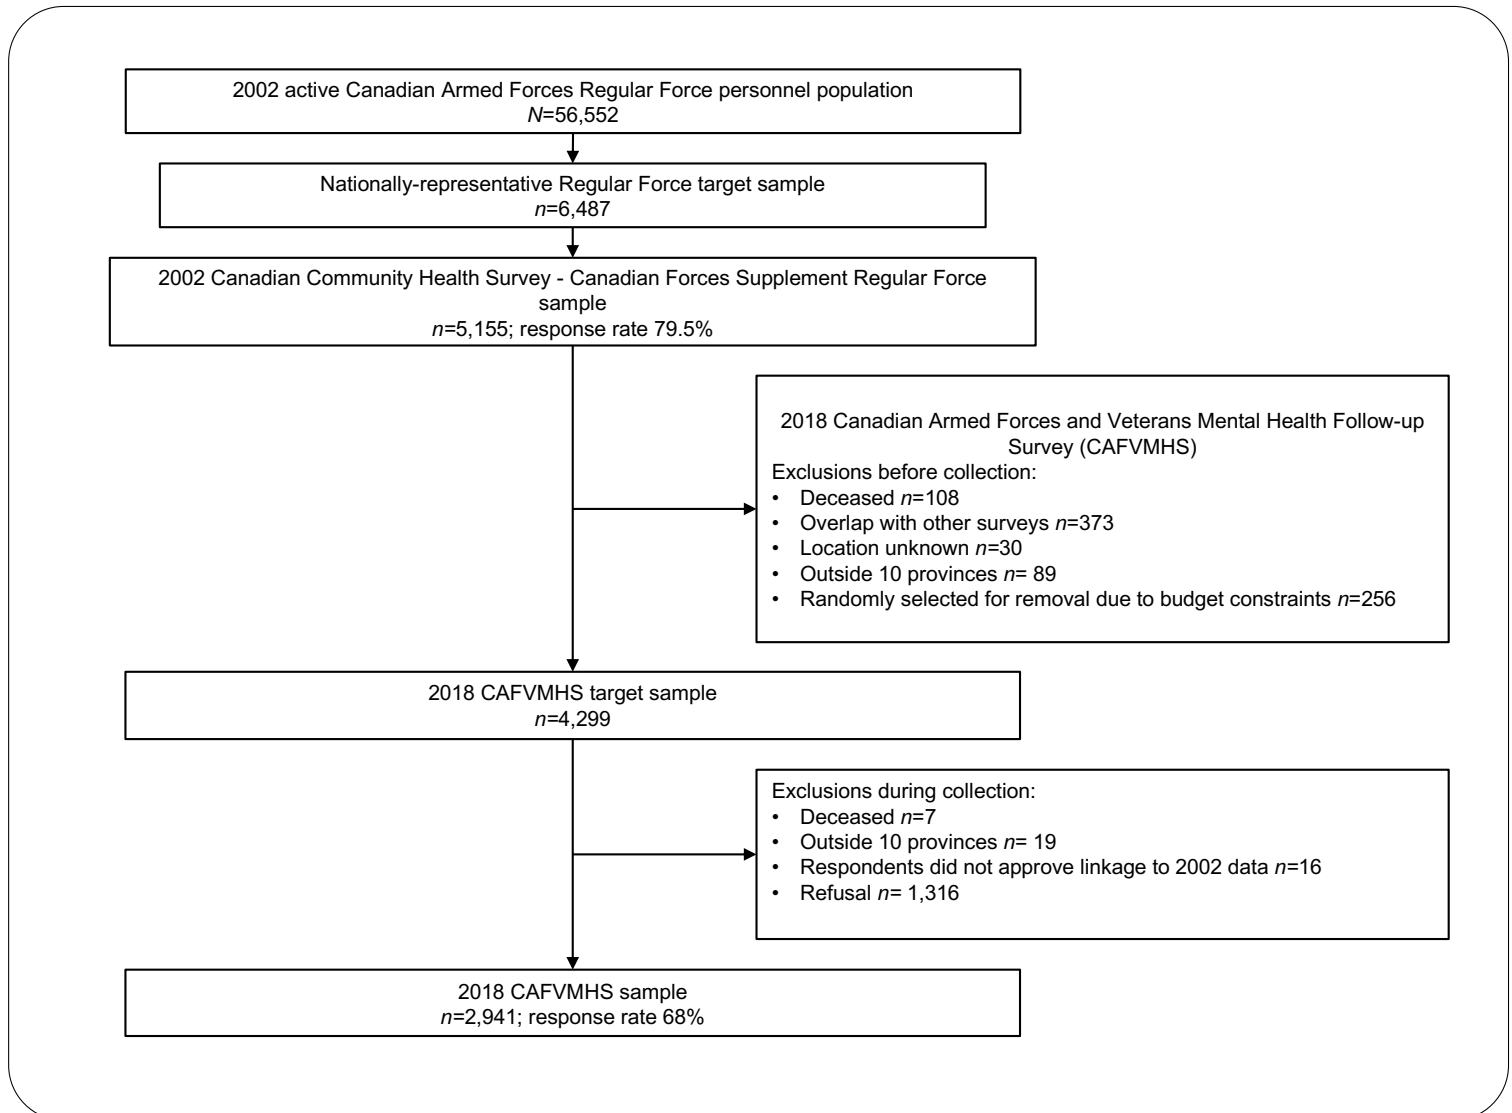 2002 active Canadian Armed Forces Regular Force personnel population
N=56,552
Nationally-representative Regular Force target sample
n=6,487
2002 Canadian Community Health Survey - Canadian Forces Supplement Regular Force
sample
n=5,155; response rate 79.5%
2018 Canadian Armed Forces and Veterans Mental Health Follow-up
Survey (CAFVMHS)
Exclusions before collection:
• Deceased n=108
• Overlap with other surveys n=373
• Location unknown n=30
• Outside 10 provinces n= 89
• Randomly selected for removal due to budget constraints n=256
2018 CAFVMHS target sample
n=4,299
Exclusions during collection:
• Deceased n=7
• Outside 10 provinces n= 19
• Respondents did not approve linkage to 2002 data n=16
• Refusal n= 1,316
2018 CAFVMHS sample
n=2,941; response rate 68%